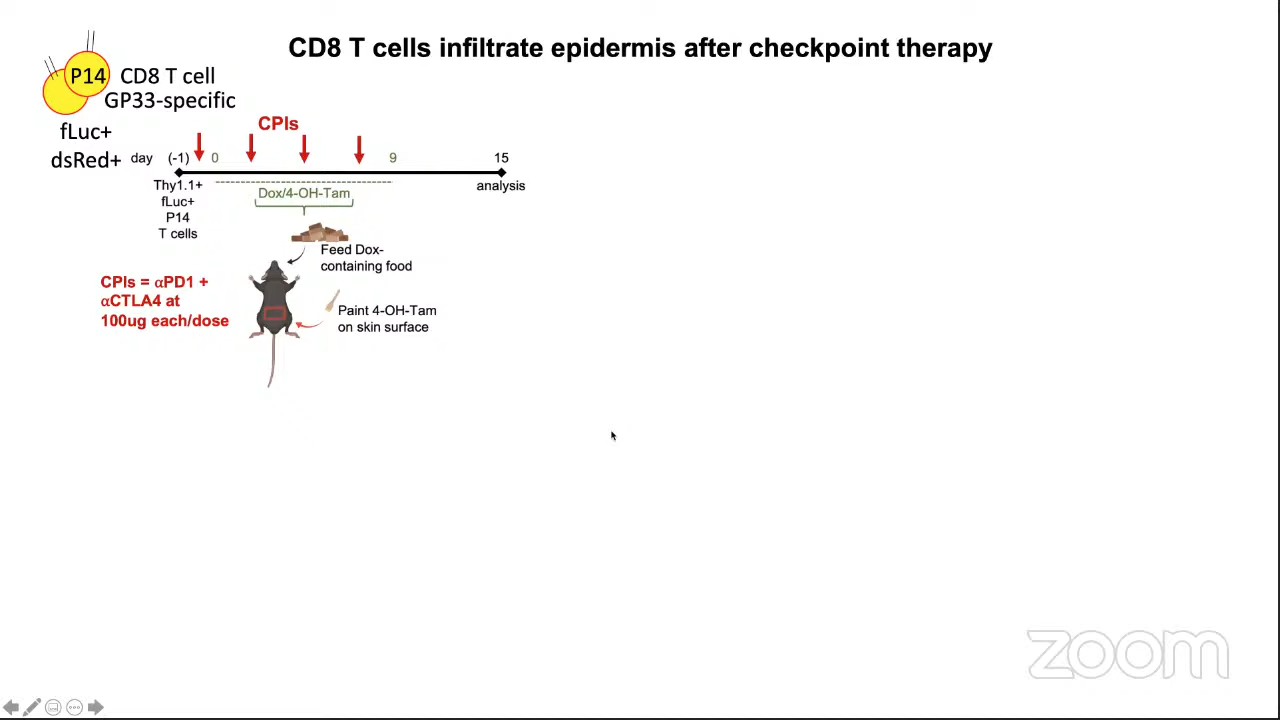 CD8 T cells infiltrate epidermis after checkpoint therapy
P14 CD8 T cell
GP33-specific
fLuc+
dsRed+
CPIs
day (-1) 0 9 15
Thy1.1+
fLuc+
P14
T cells
Dox/4-OH-Tam
analysis
Feed Dox-
containing food
CPIs = αPD1 +
αCTLA4 at
100ug each/dose
Paint 4-OH-Tam
on skin surface
zoom